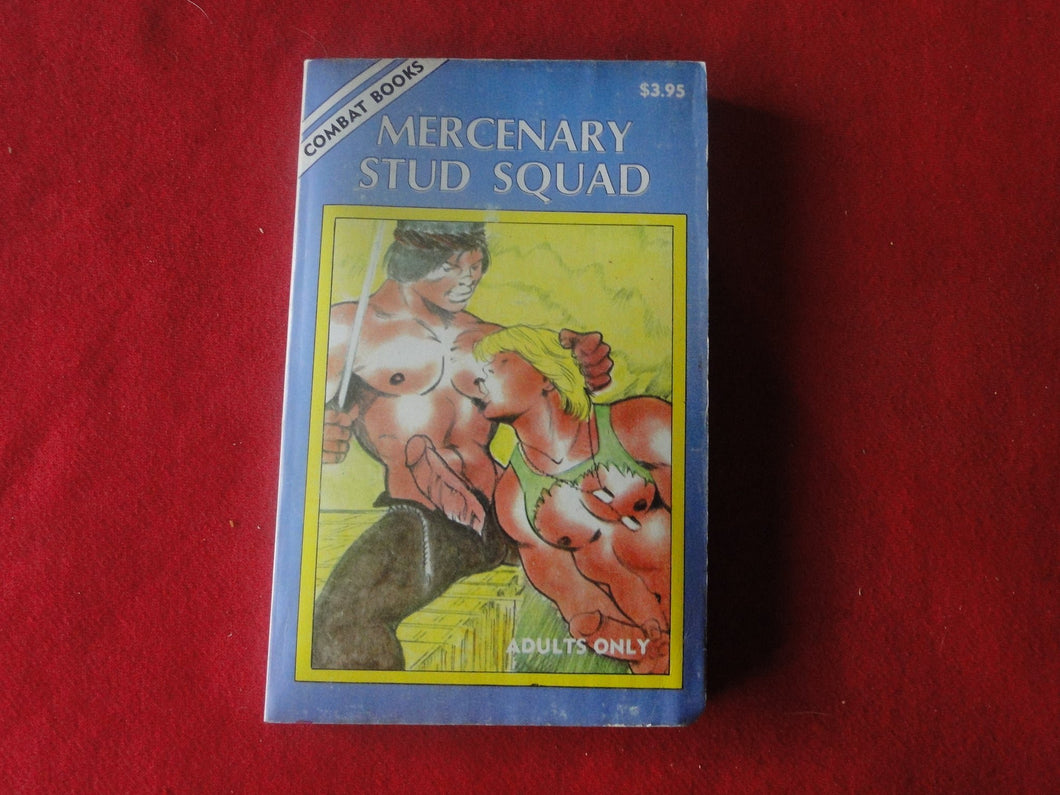 COMBAT BOOKS
$3.95
MERCENARY
STUD SQUAD
ADULTS ONLY